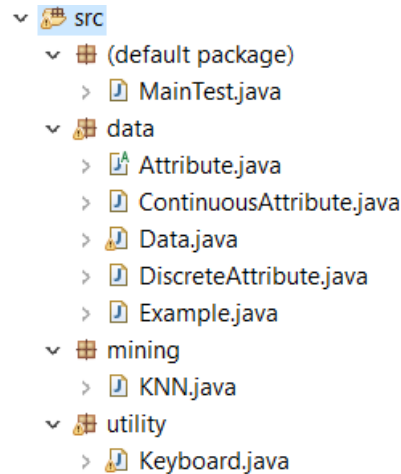 src
(default package)
MainTest.java
data
Attribute.java
ContinuousAttribute.java
Data.java
DiscreteAttribute.java
Example.java
mining
KNN.java
utility
Keyboard.java